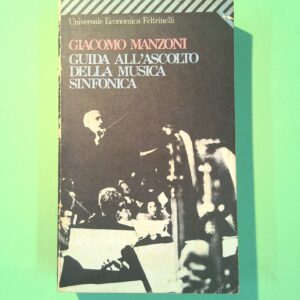 Universale Economica Feltrinelli
GIACOMO MANZONI
GUIDA ALL'ASCOLTO
DELLA MUSICA
SINFONICA